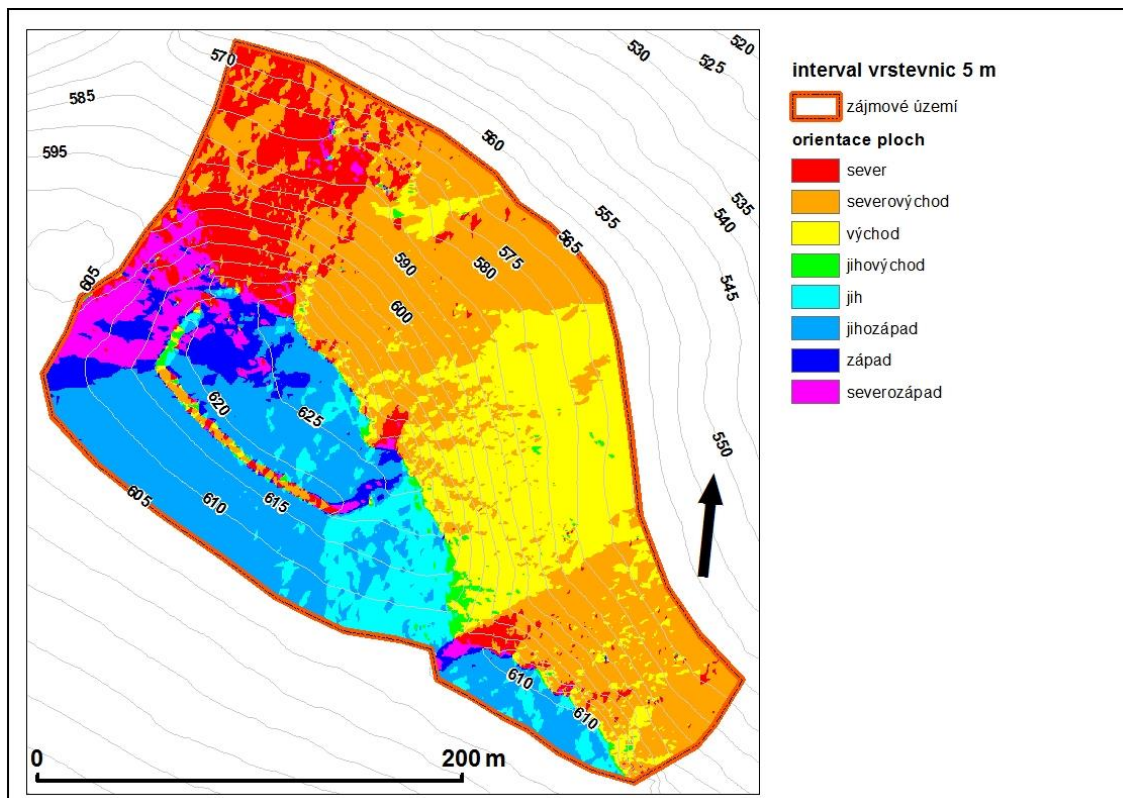 520
530
525
570
585
560
595
535
555
540
565
575
590
580
605
545
600
620
625
550
605
610
615
610
610
0
200 m
interval vrstevnic 5 m
zájmové území
orientace ploch
sever
severovýchod
východ
jihovýchod
jih
jihozápad
západ
severozápad